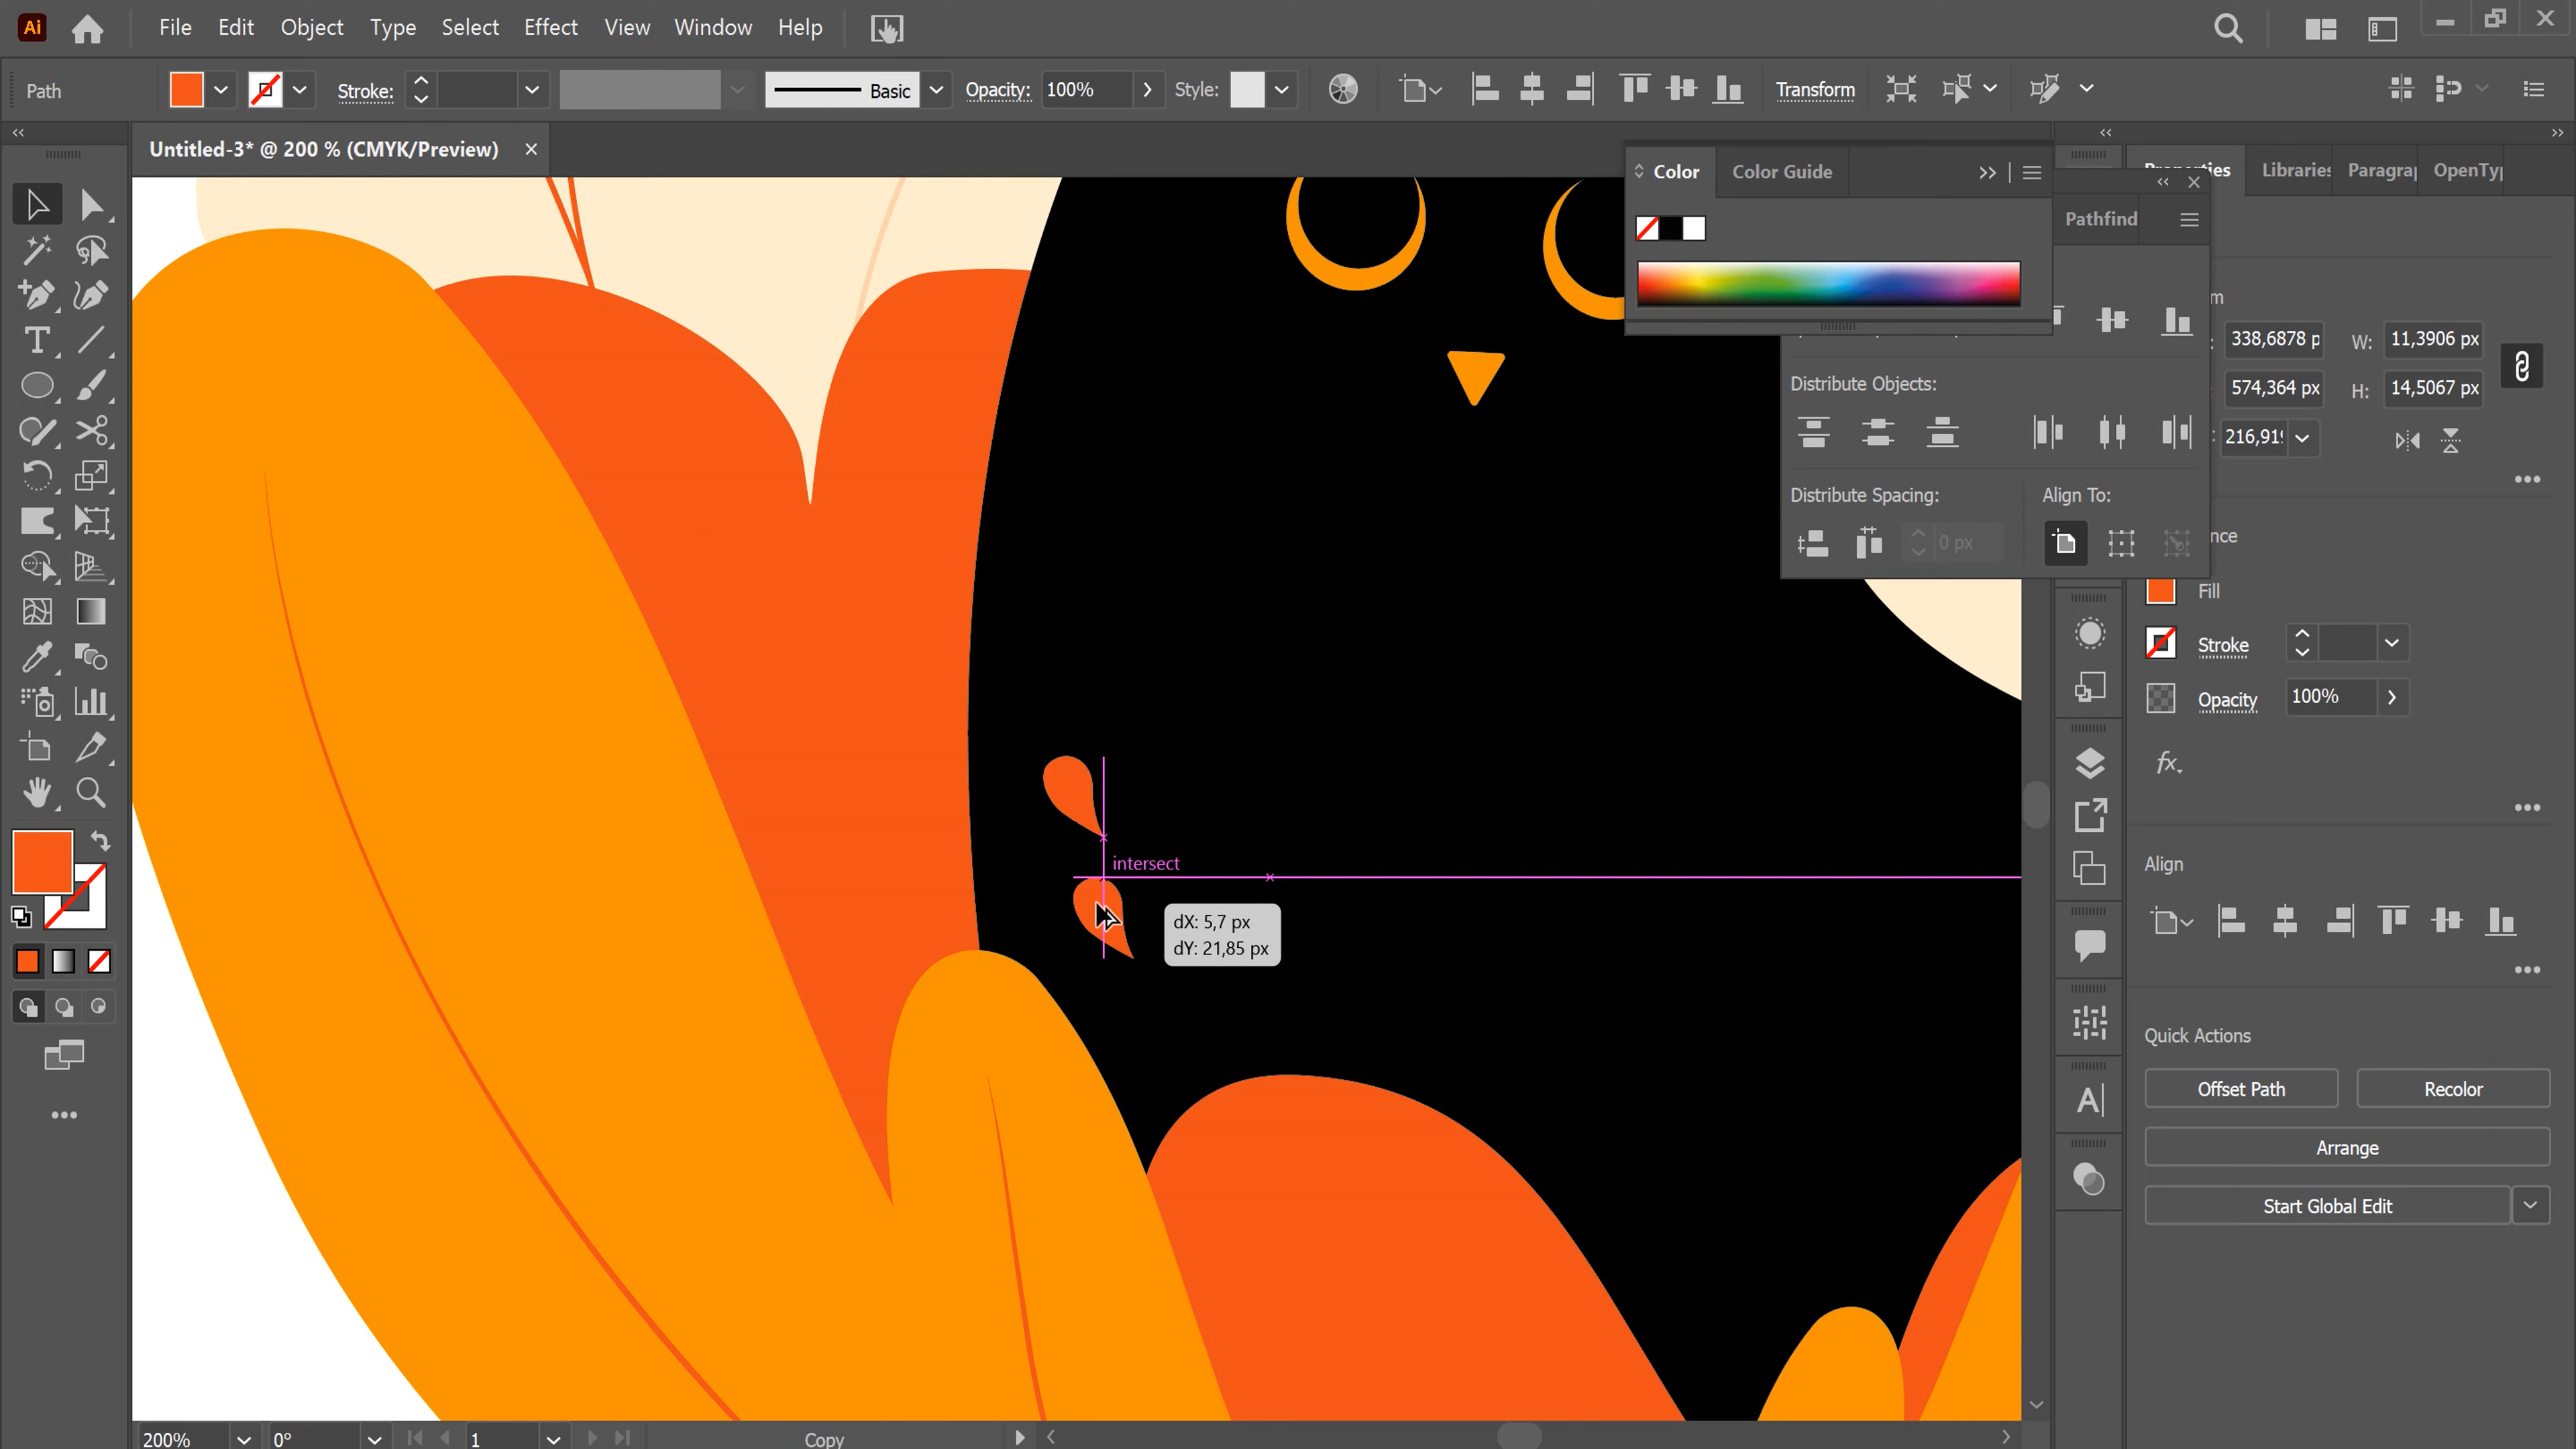 Ai File Edit Object Type Select Effect View Window Help
Path Stroke: Basic Opacity: 100% Style: Transform
Untitled-3* @ 200 % (CMYK/Preview)
Color Color Guide
Libraries
Pathfind
338,6878 p W: 11,3906 px
574,364 px H: 14,5067 px
Distribute Objects:
216,91
Distribute Spacing: Align To:
0 px
Fill
Stroke
Opacity 100%
fx
intersect
dX: 5,7 px
dY: 21,85 px
Align
Quick Actions
Offset Path Recolor
Arrange
Start Global Edit
200% 0° 1 Copy